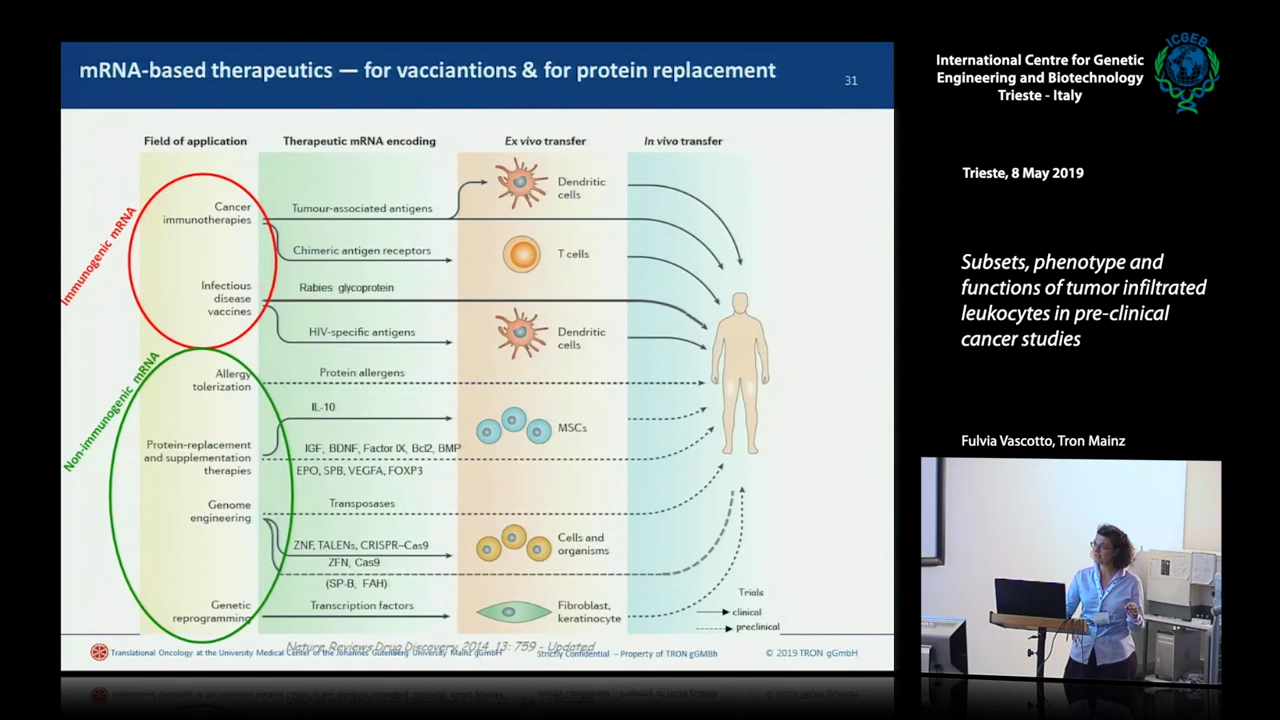 mRNA-based therapeutics — for vacciantions & for protein replacement
31
Field of application
Therapeutic mRNA encoding
Ex vivo transfer
In vivo transfer
Immunogenic mRNA
Non-immunogenic mRNA
Cancer
immunotherapies
Tumour-associated antigens
Dendritic
cells
Chimeric antigen receptors
T cells
Infectious
disease
vaccines
Rabies glycoprotein
HIV-specific antigens
Dendritic
cells
Allergy
tolerization
Protein allergens
IL-10
MSCs
Protein-replacement
and supplementation
therapies
IGF, BDNF, Factor IX, Bcl2, BMP
EPO, SPB, VEGFA, FOXP3
Genome
engineering
Transposases
ZNF, TALENs, CRISPR–Cas9
ZFN, Cas9
(SP-B, FAH)
Cells and
organisms
Genetic
reprogramming
Transcription factors
Fibroblast,
keratinocyte
Trials
clinical
preclinical
Nature Reviews Drug Discovery, 2014, 13: 759 - Updated
Translational Oncology at the University Medical Center of the Johannes Gutenberg University Mainz gGmbH
Strictly Confidential – Property of TRON gGMBh
© 2019 TRON gGmbH
International Centre for Genetic
Engineering and Biotechnology
Trieste - Italy
ICGEB
Trieste, 8 May 2019
Subsets, phenotype and
functions of tumor infiltrated
leukocytes in pre-clinical
cancer studies
Fulvia Vascotto, Tron Mainz